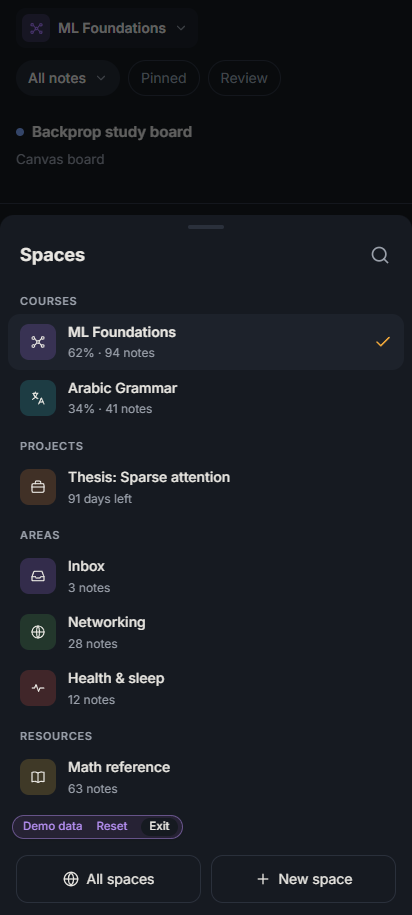 ML Foundations
All notes Pinned Review
Backprop study board
Canvas board
Spaces
COURSES
ML Foundations
62% · 94 notes
Arabic Grammar
34% · 41 notes
PROJECTS
Thesis: Sparse attention
91 days left
AREAS
Inbox
3 notes
Networking
28 notes
Health & sleep
12 notes
RESOURCES
Math reference
63 notes
Demo data Reset Exit
All spaces New space